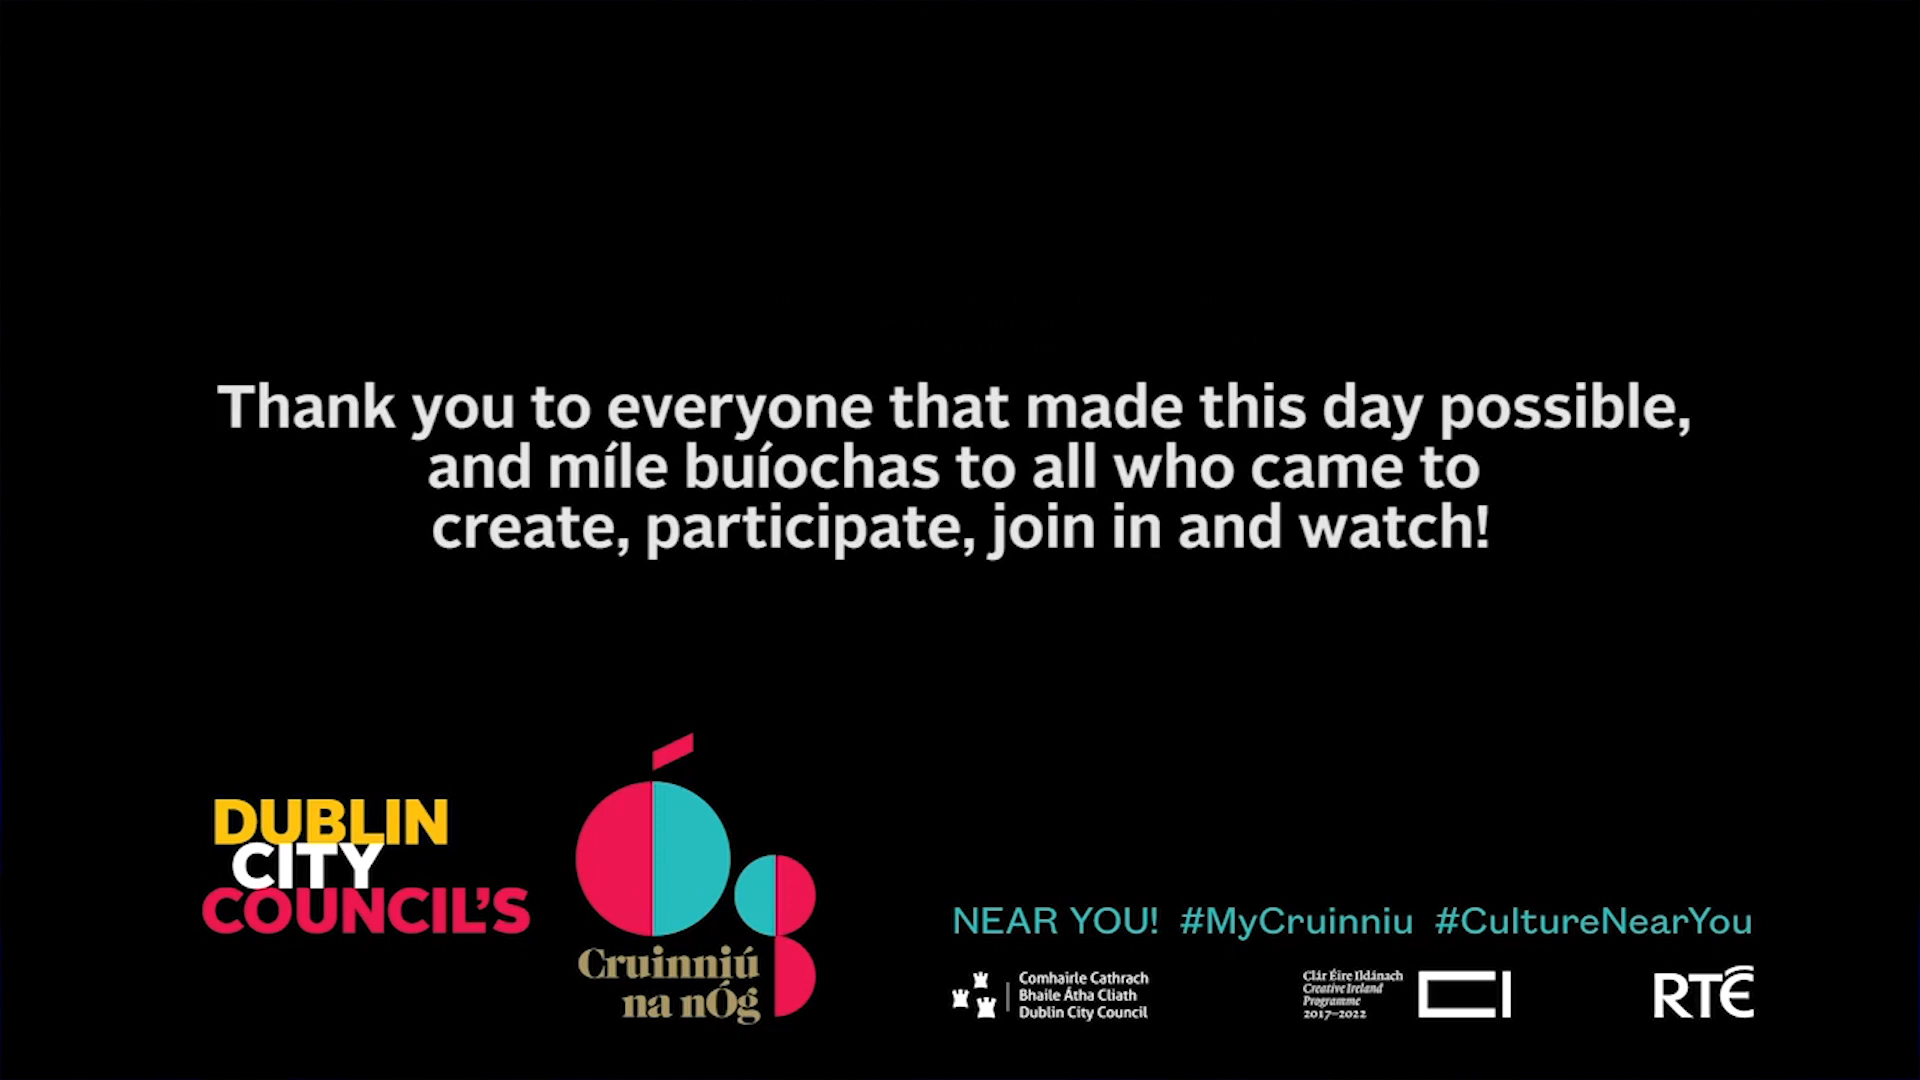 Thank you to everyone that made this day possible,
and míle buíochas to all who came to
create, participate, join in and watch!
DUBLIN
CITY
COUNCIL'S
Cruinniú
na nÓg
NEAR YOU! #MyCruinniu #CultureNearYou
Comhairle Cathrach
Bhaile Átha Cliath
Dublin City Council
Clár Éire Ildánach
Creative Ireland
Programme
2017–2022
CI
RTÉ